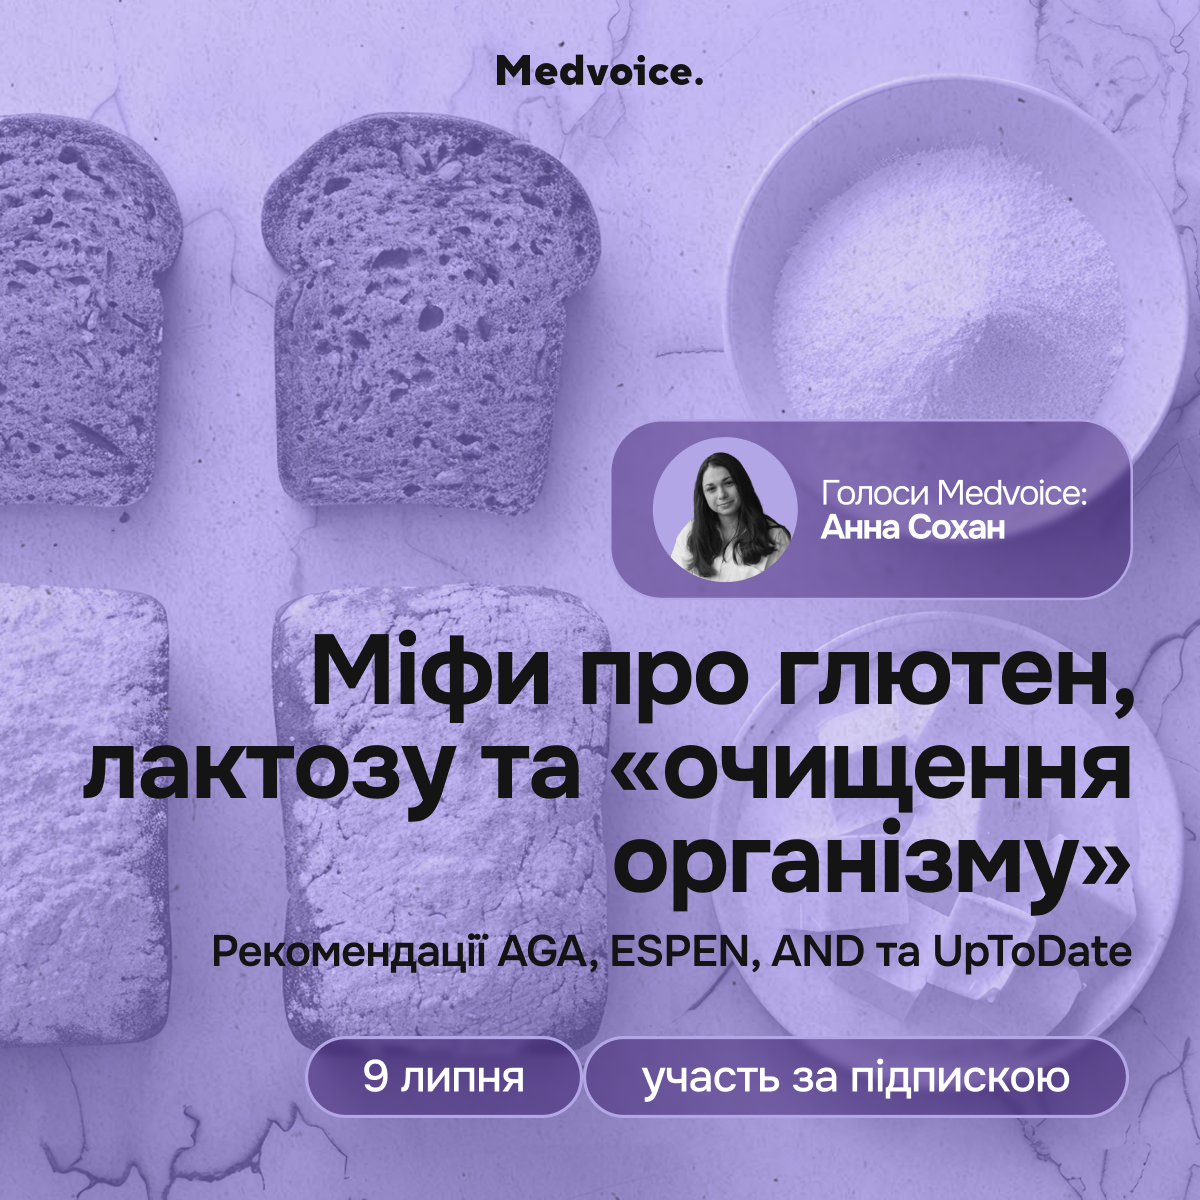 Medvoice.
Голоси Medvoice:
Анна Сохан
Міфи про глютен,
лактозу та «очищення
організму»
Рекомендації AGA, ESPEN, AND та UpToDate
9 липня
участь за підпискою